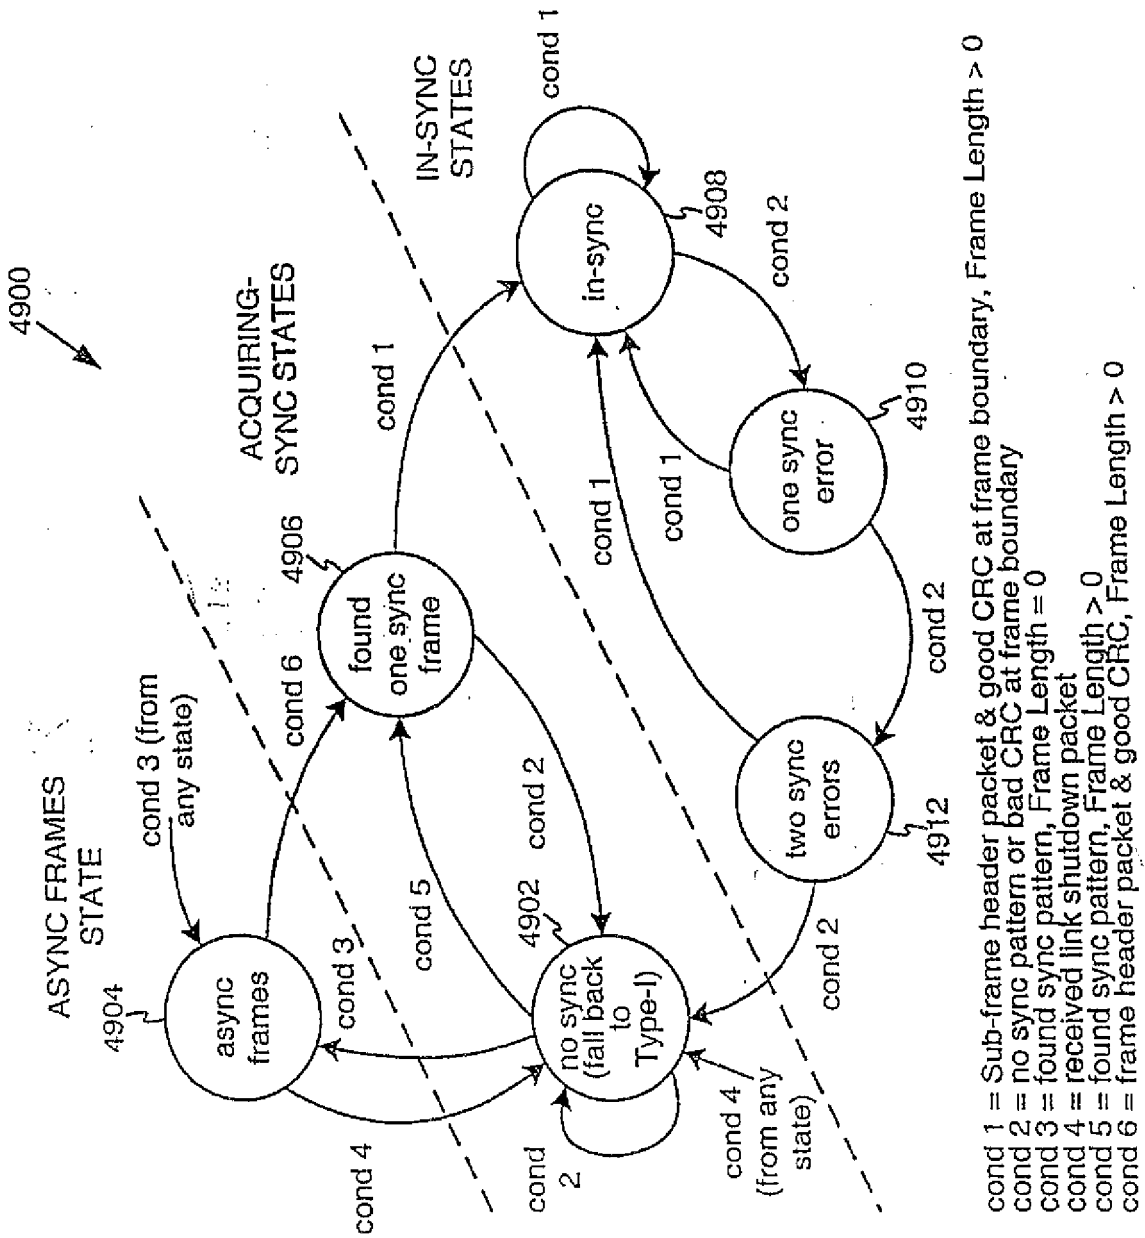 4900
ASYNC FRAMES
STATE
ACQUIRING-
SYNC STATES
IN-SYNC
STATES
4904
async
frames
cond 3 (from
any state)
cond 6
4906
found
one sync
frame
cond 1
cond 1
in-sync
4908
cond 2
cond 4
cond 3
cond 5
cond 2
4902
no sync
(fall back
to
Type-I)
cond
2
cond 4
(from any
state)
cond 2
cond 1
cond 1
one sync
error
4910
cond 2
two sync
errors
4912
cond 1 = Sub-frame header packet & good CRC at frame boundary, Frame Length > 0
cond 2 = no sync pattern or bad CRC at frame boundary
cond 3 = found sync pattern, Frame Length = 0
cond 4 = received link shutdown packet
cond 5 = found sync pattern, Frame Length > 0
cond 6 = frame header packet & good CRC, Frame Length > 0